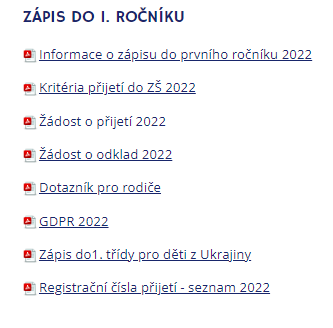 ZÁPIS DO I. ROČNÍKU
Informace o zápisu do prvního ročníku 2022
Kritéria přijetí do ZŠ 2022
Žádost o přijetí 2022
Žádost o odklad 2022
Dotazník pro rodiče
GDPR 2022
Zápis do1. třídy pro děti z Ukrajiny
Registrační čísla přijetí - seznam 2022